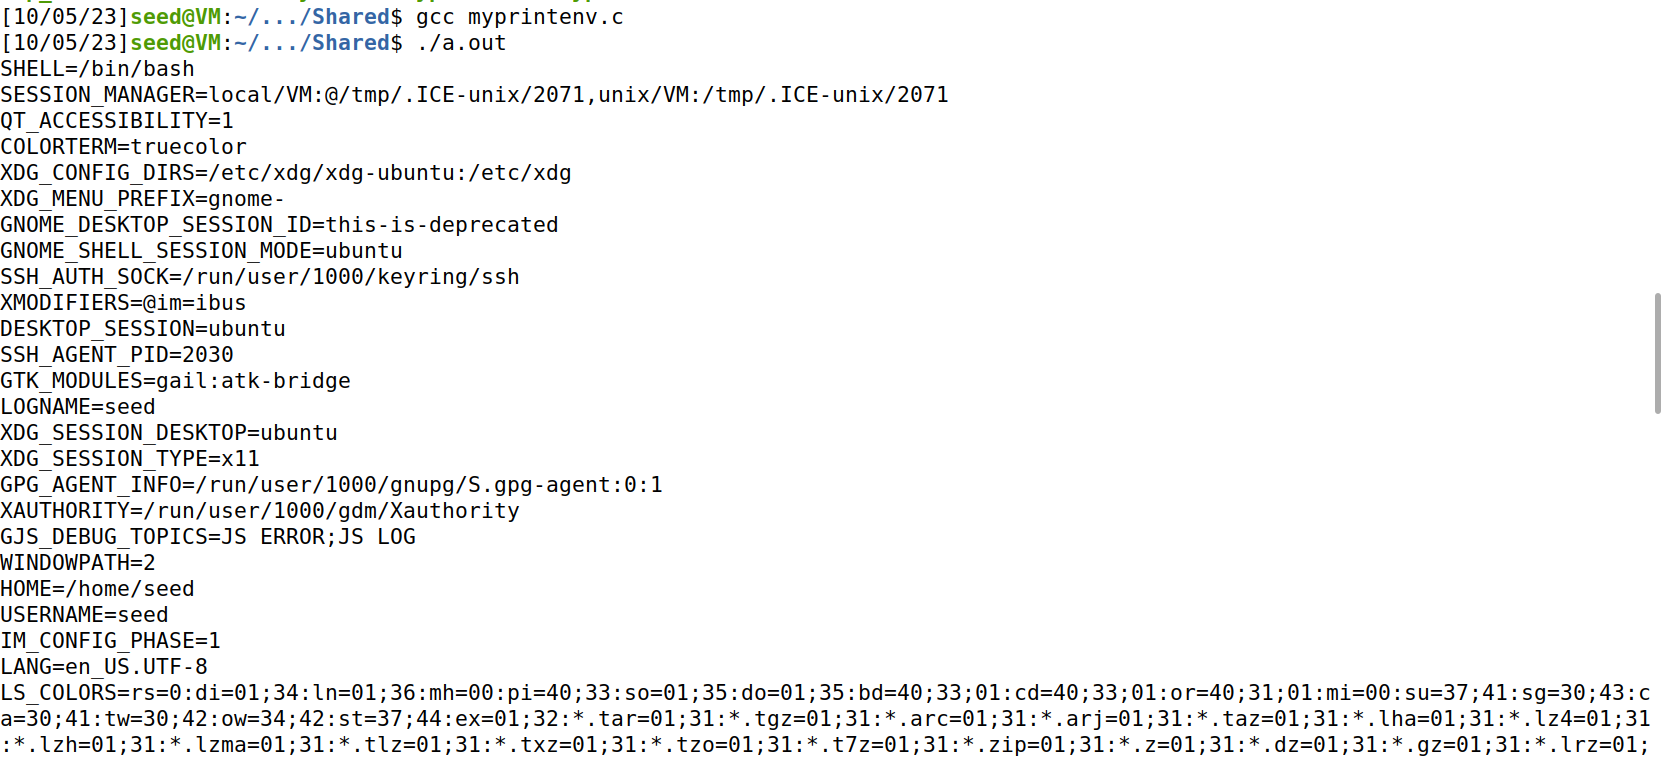 [10/05/23]seed@VM:~/.../Shared$ gcc myprintenv.c
[10/05/23]seed@VM:~/.../Shared$ ./a.out
SHELL=/bin/bash
SESSION_MANAGER=local/VM:@/tmp/.ICE-unix/2071,unix/VM:/tmp/.ICE-unix/2071
QT_ACCESSIBILITY=1
COLORTERM=truecolor
XDG_CONFIG_DIRS=/etc/xdg/xdg-ubuntu:/etc/xdg
XDG_MENU_PREFIX=gnome-
GNOME_DESKTOP_SESSION_ID=this-is-deprecated
GNOME_SHELL_SESSION_MODE=ubuntu
SSH_AUTH_SOCK=/run/user/1000/keyring/ssh
XMODIFIERS=@im=ibus
DESKTOP_SESSION=ubuntu
SSH_AGENT_PID=2030
GTK_MODULES=gail:atk-bridge
LOGNAME=seed
XDG_SESSION_DESKTOP=ubuntu
XDG_SESSION_TYPE=x11
GPG_AGENT_INFO=/run/user/1000/gnupg/S.gpg-agent:0:1
XAUTHORITY=/run/user/1000/gdm/Xauthority
GJS_DEBUG_TOPICS=JS ERROR;JS LOG
WINDOWPATH=2
HOME=/home/seed
USERNAME=seed
IM_CONFIG_PHASE=1
LANG=en_US.UTF-8
LS_COLORS=rs=0:di=01;34:ln=01;36:mh=00:pi=40;33:so=01;35:do=01;35:bd=40;33;01:cd=40;33;01:or=40;31;01:mi=00:su=37;41:sg=30;43:c
a=30;41:tw=30;42:ow=34;42:st=37;44:ex=01;32:*.tar=01;31:*.tgz=01;31:*.arc=01;31:*.arj=01;31:*.taz=01;31:*.lha=01;31:*.lz4=01;31
:*.lzh=01;31:*.lzma=01;31:*.tlz=01;31:*.txz=01;31:*.tzo=01;31:*.t7z=01;31:*.zip=01;31:*.z=01;31:*.dz=01;31:*.gz=01;31:*.lrz=01;